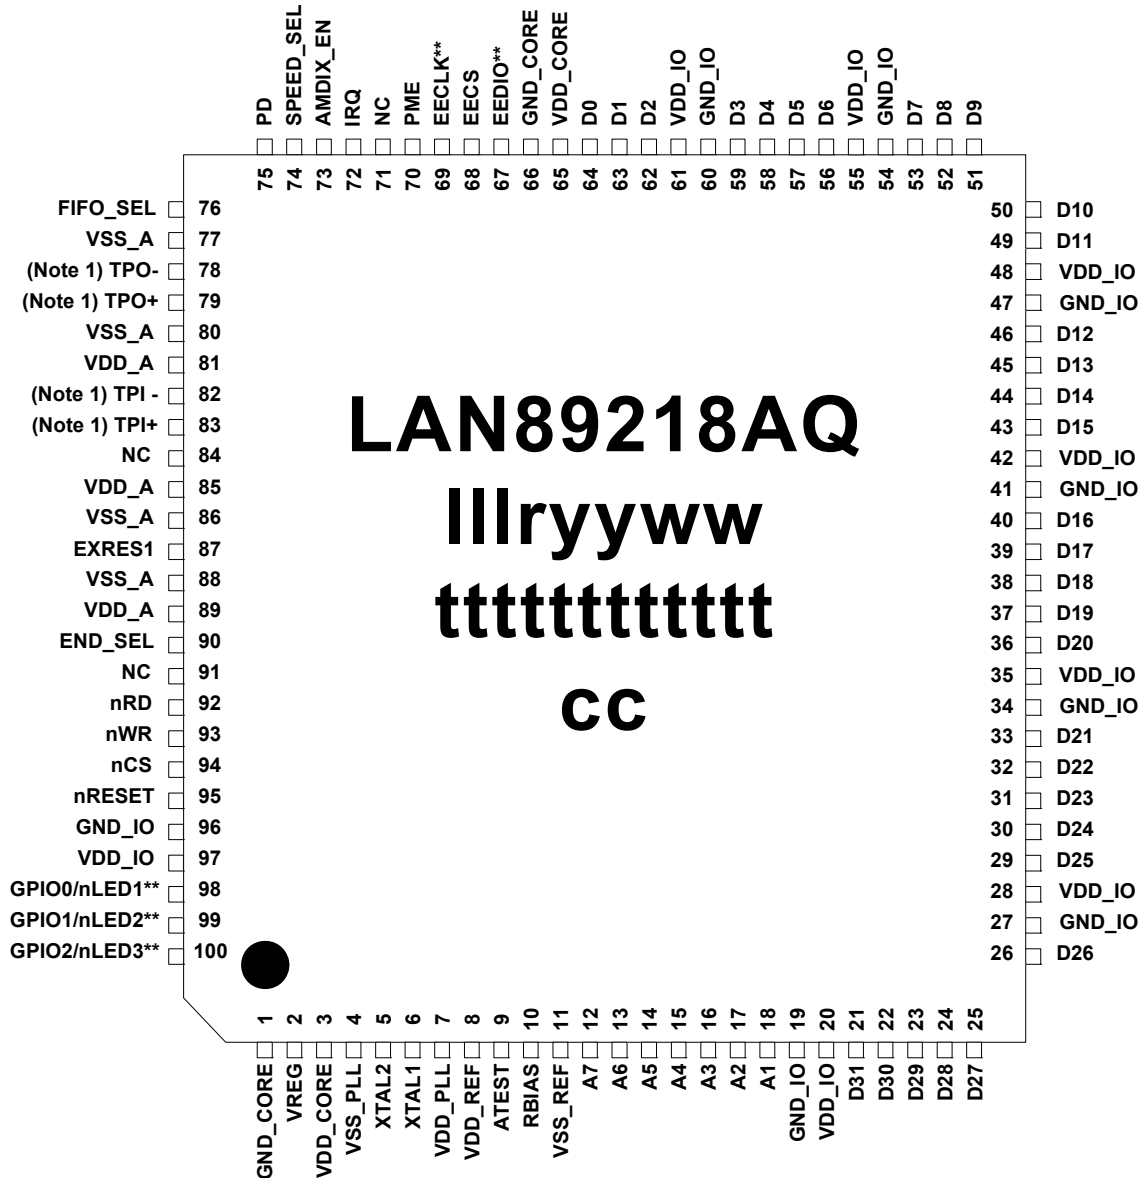 PD
SPEED_SEL
AMDIX_EN
IRQ
NC
PME
EECLK**
EECS
EEDIO**
GND_CORE
VDD_CORE
D0
D1
D2
VDD_IO
GND_IO
D3
D4
D5
D6
VDD_IO
GND_IO
D7
D8
D9
75
74
73
72
71
70
69
68
67
66
65
64
63
62
61
60
59
58
57
56
55
54
53
52
51
FIFO_SEL 76
VSS_A 77
(Note 1) TPO- 78
(Note 1) TPO+ 79
VSS_A 80
VDD_A 81
(Note 1) TPI - 82
(Note 1) TPI+ 83
NC 84
VDD_A 85
VSS_A 86
EXRES1 87
VSS_A 88
VDD_A 89
END_SEL 90
NC 91
nRD 92
nWR 93
nCS 94
nRESET 95
GND_IO 96
VDD_IO 97
GPIO0/nLED1** 98
GPIO1/nLED2** 99
GPIO2/nLED3** 100
LAN89218AQ
lllryyww
tttttttttttt
cc
50 D10
49 D11
48 VDD_IO
47 GND_IO
46 D12
45 D13
44 D14
43 D15
42 VDD_IO
41 GND_IO
40 D16
39 D17
38 D18
37 D19
36 D20
35 VDD_IO
34 GND_IO
33 D21
32 D22
31 D23
30 D24
29 D25
28 VDD_IO
27 GND_IO
26 D26
1
2
3
4
5
6
7
8
9
10
11
12
13
14
15
16
17
18
19
20
21
22
23
24
25
GND_CORE
VREG
VDD_CORE
VSS_PLL
XTAL2
XTAL1
VDD_PLL
VDD_REF
ATEST
RBIAS
VSS_REF
A7
A6
A5
A4
A3
A2
A1
GND_IO
VDD_IO
D31
D30
D29
D28
D27